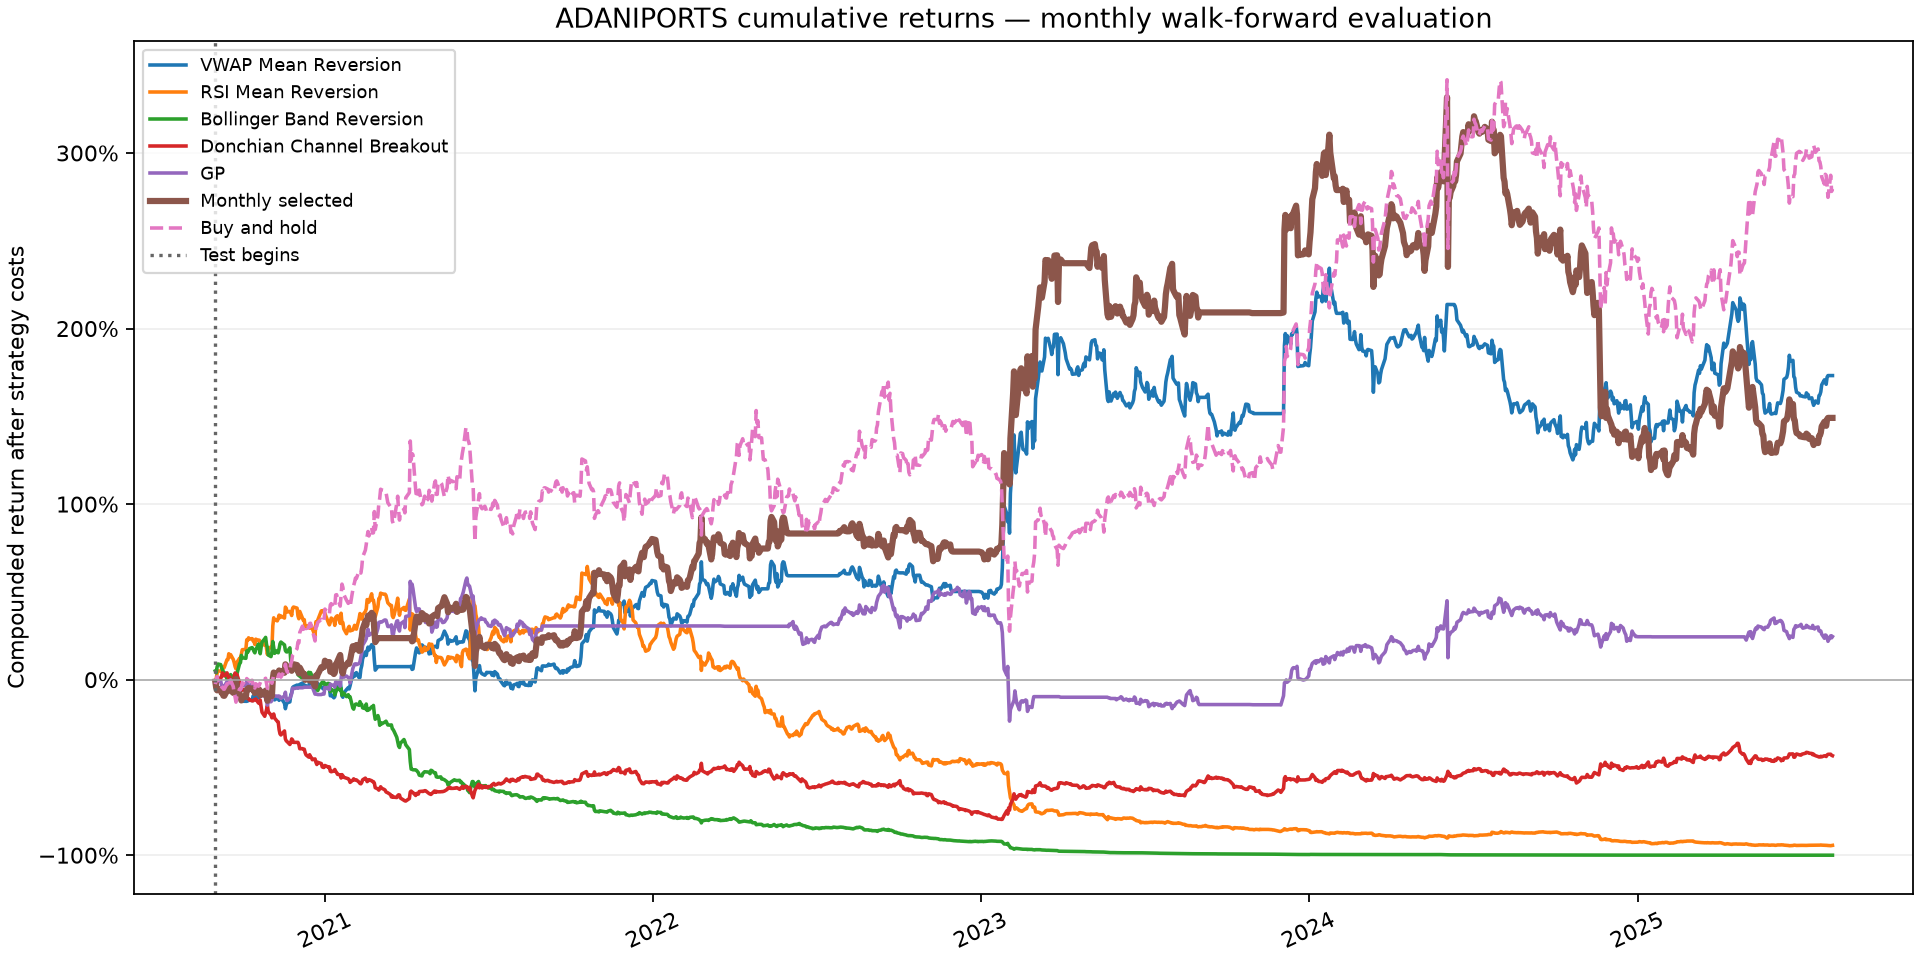 ADANIPORTS cumulative returns — monthly walk-forward evaluation
VWAP Mean Reversion
RSI Mean Reversion
Bollinger Band Reversion
Donchian Channel Breakout
GP
Monthly selected
Buy and hold
Test begins
Compounded return after strategy costs
300%
200%
100%
0%
−100%
2021
2022
2023
2024
2025